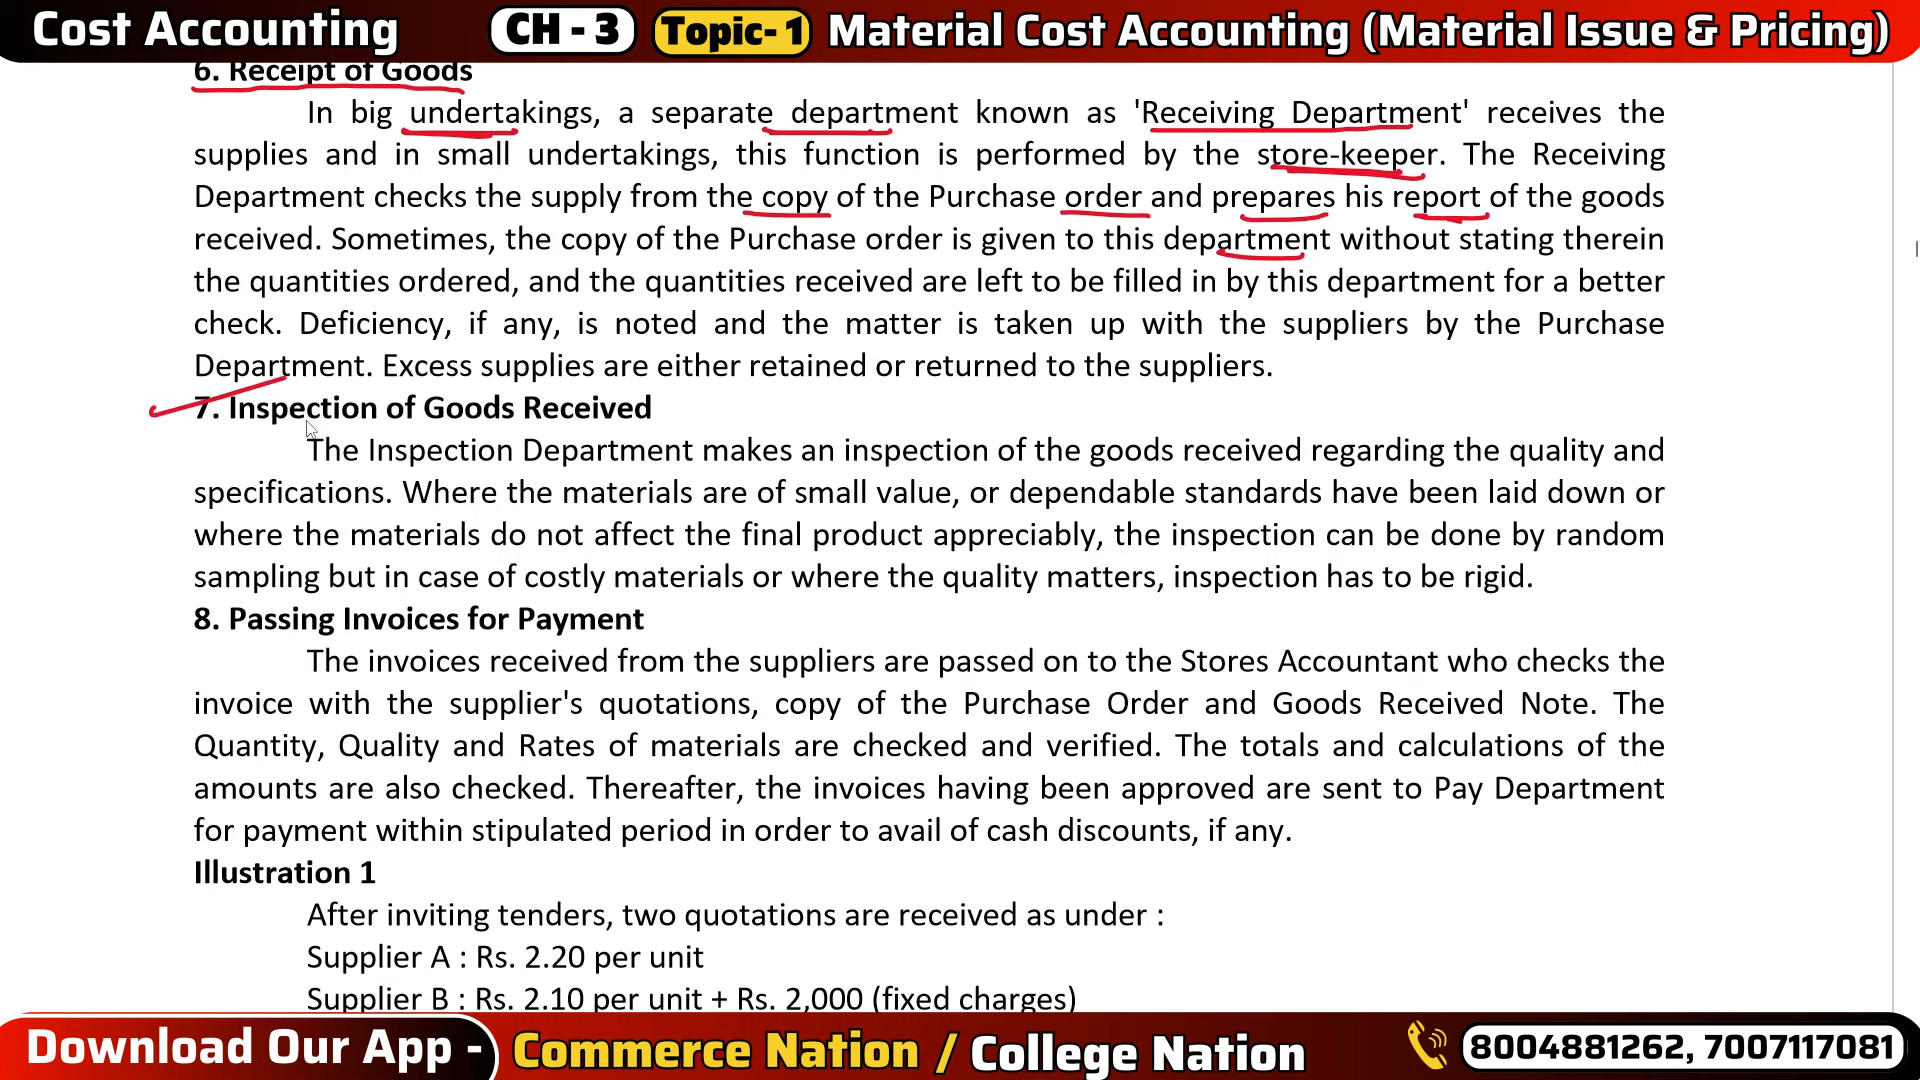 Cost Accounting CH - 3 Topic- 1 Material Cost Accounting (Material Issue & Pricing)
6. Receipt of Goods
In big undertakings, a separate department known as 'Receiving Department' receives the
supplies and in small undertakings, this function is performed by the store-keeper. The Receiving
Department checks the supply from the copy of the Purchase order and prepares his report of the goods
received. Sometimes, the copy of the Purchase order is given to this department without stating therein
the quantities ordered, and the quantities received are left to be filled in by this department for a better
check. Deficiency, if any, is noted and the matter is taken up with the suppliers by the Purchase
Department. Excess supplies are either retained or returned to the suppliers.
7. Inspection of Goods Received
The Inspection Department makes an inspection of the goods received regarding the quality and
specifications. Where the materials are of small value, or dependable standards have been laid down or
where the materials do not affect the final product appreciably, the inspection can be done by random
sampling but in case of costly materials or where the quality matters, inspection has to be rigid.
8. Passing Invoices for Payment
The invoices received from the suppliers are passed on to the Stores Accountant who checks the
invoice with the supplier's quotations, copy of the Purchase Order and Goods Received Note. The
Quantity, Quality and Rates of materials are checked and verified. The totals and calculations of the
amounts are also checked. Thereafter, the invoices having been approved are sent to Pay Department
for payment within stipulated period in order to avail of cash discounts, if any.
Illustration 1
After inviting tenders, two quotations are received as under :
Supplier A : Rs. 2.20 per unit
Supplier B : Rs. 2.10 per unit + Rs. 2,000 (fixed charges)
Download Our App - Commerce Nation / College Nation 8004881262, 7007117081